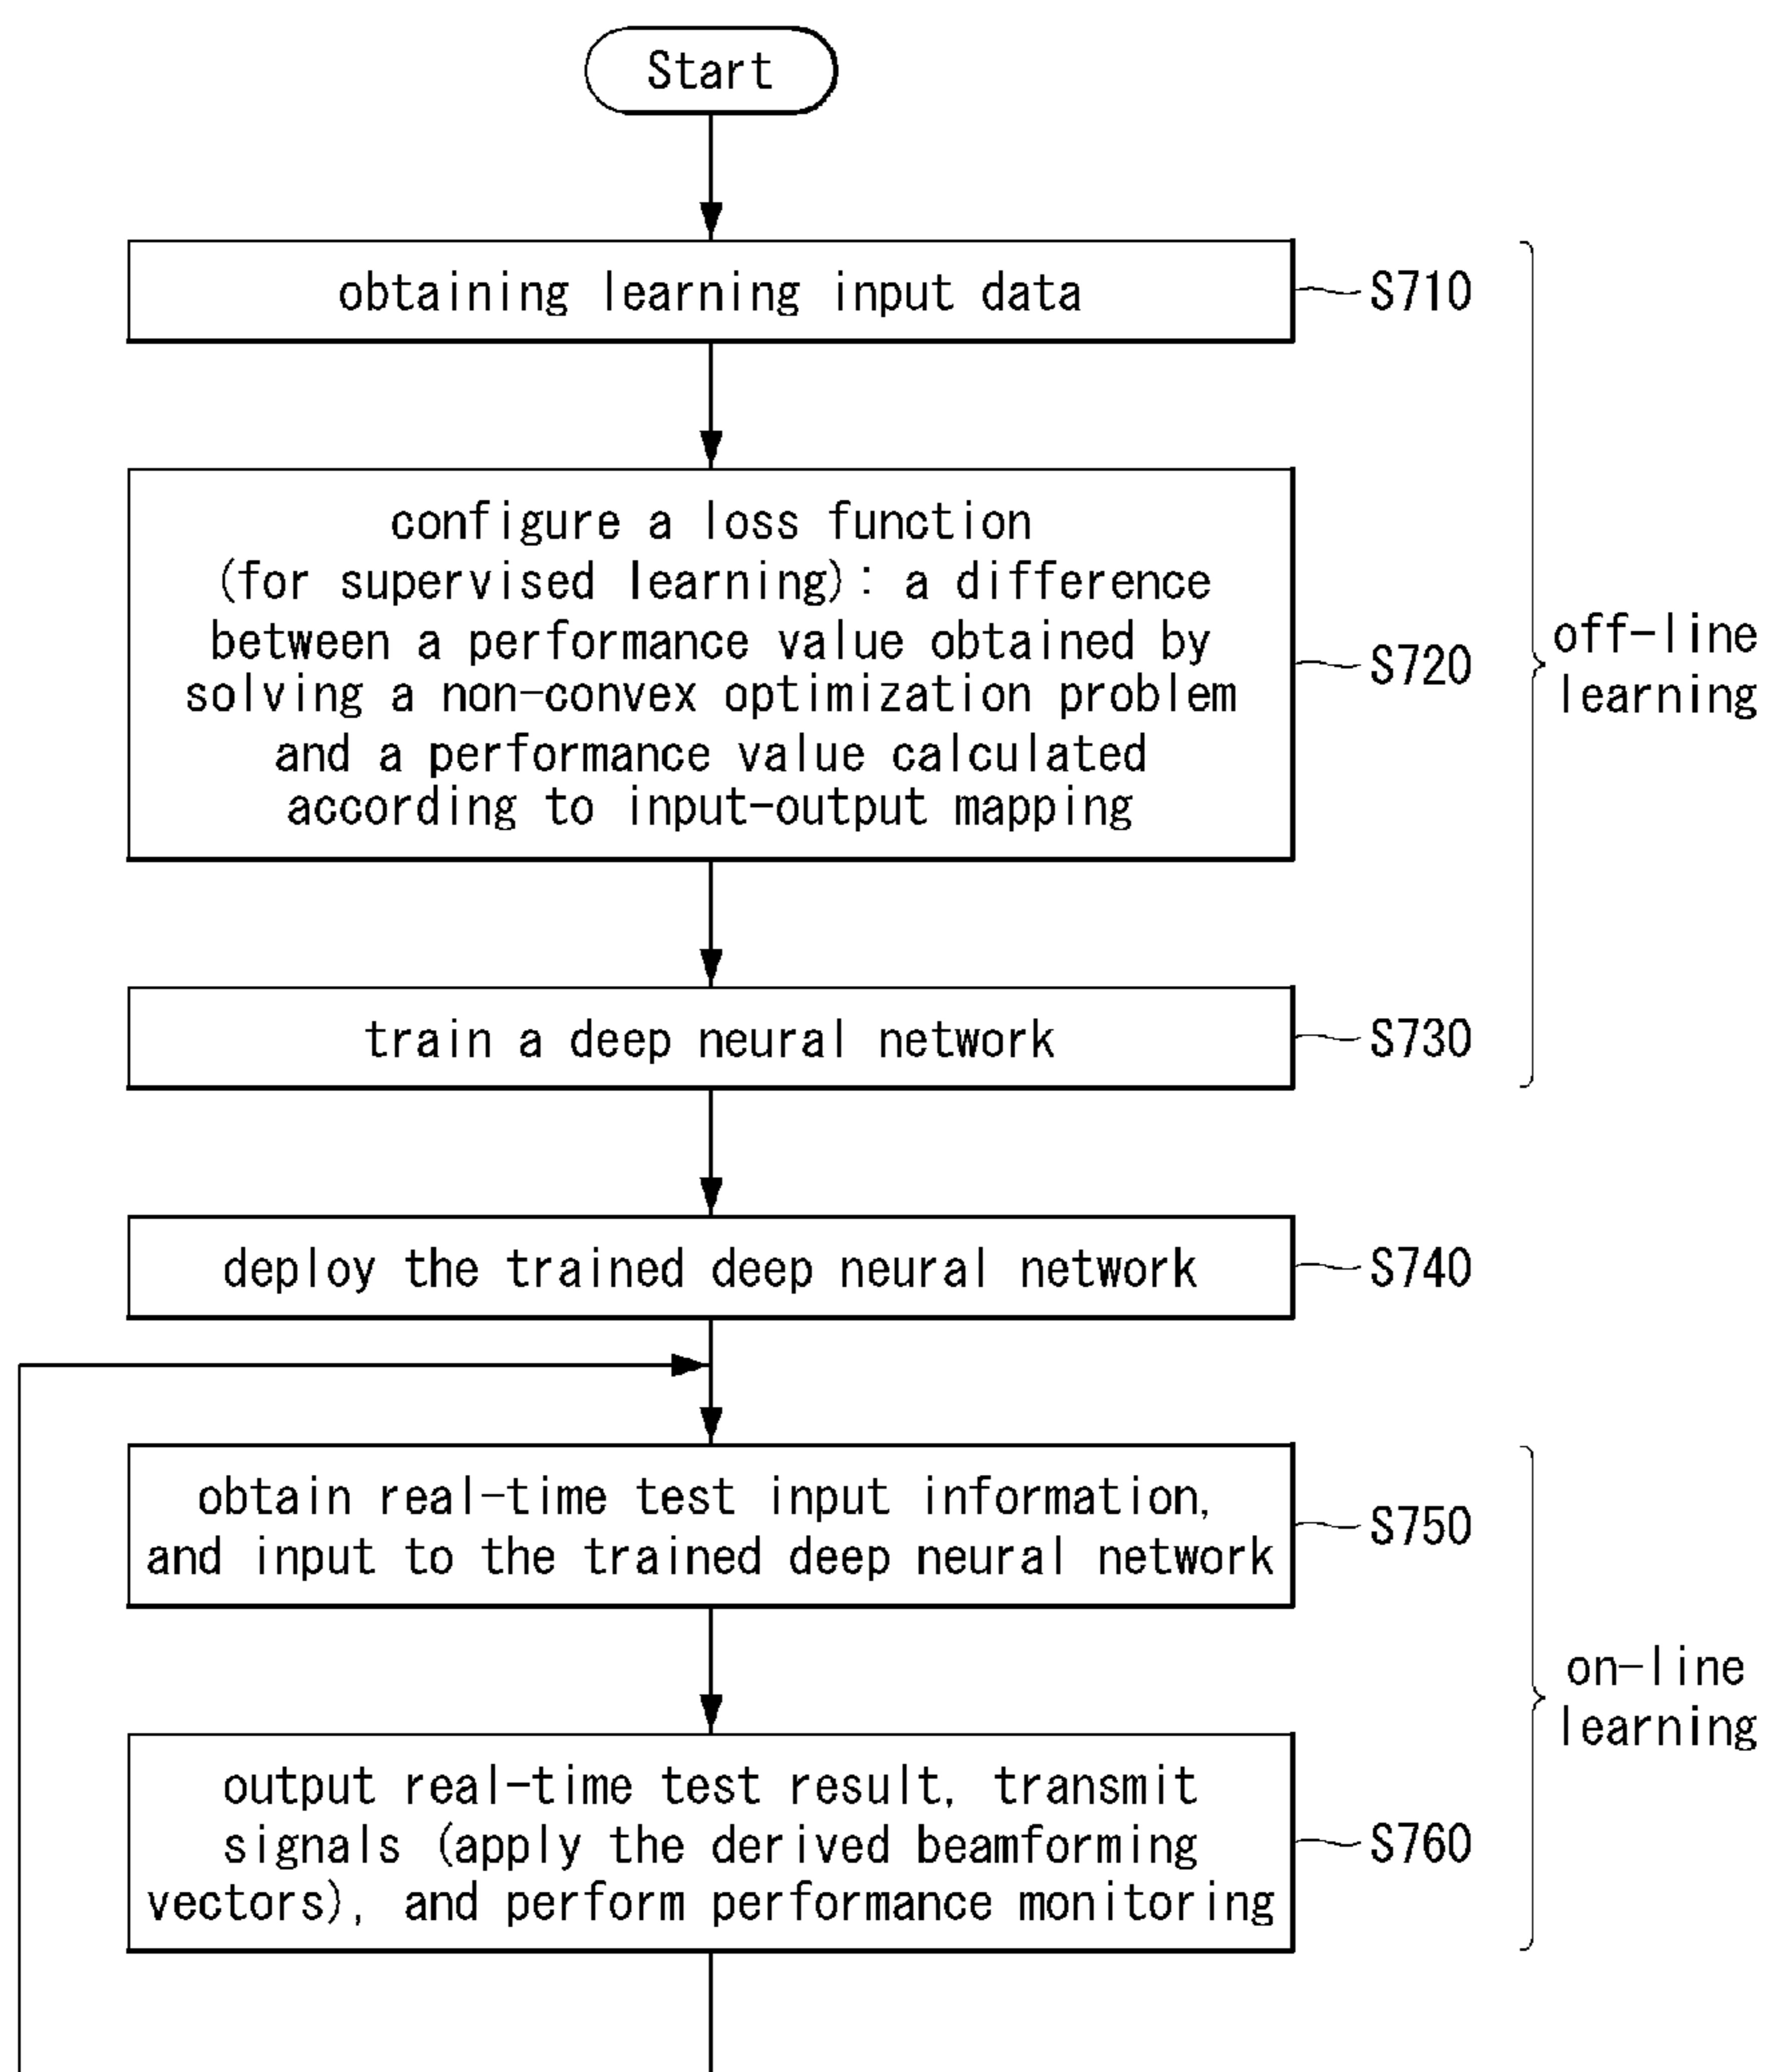 Start
obtaining learning input data
S710
configure a loss function
(for supervised learning): a difference
between a performance value obtained by
solving a non-convex optimization problem
and a performance value calculated
according to input-output mapping
S720
off-line
learning
train a deep neural network
S730
deploy the trained deep neural network
S740
obtain real-time test input information,
and input to the trained deep neural network
S750
on-line
learning
output real-time test result, transmit
signals (apply the derived beamforming
vectors), and perform performance monitoring
S760